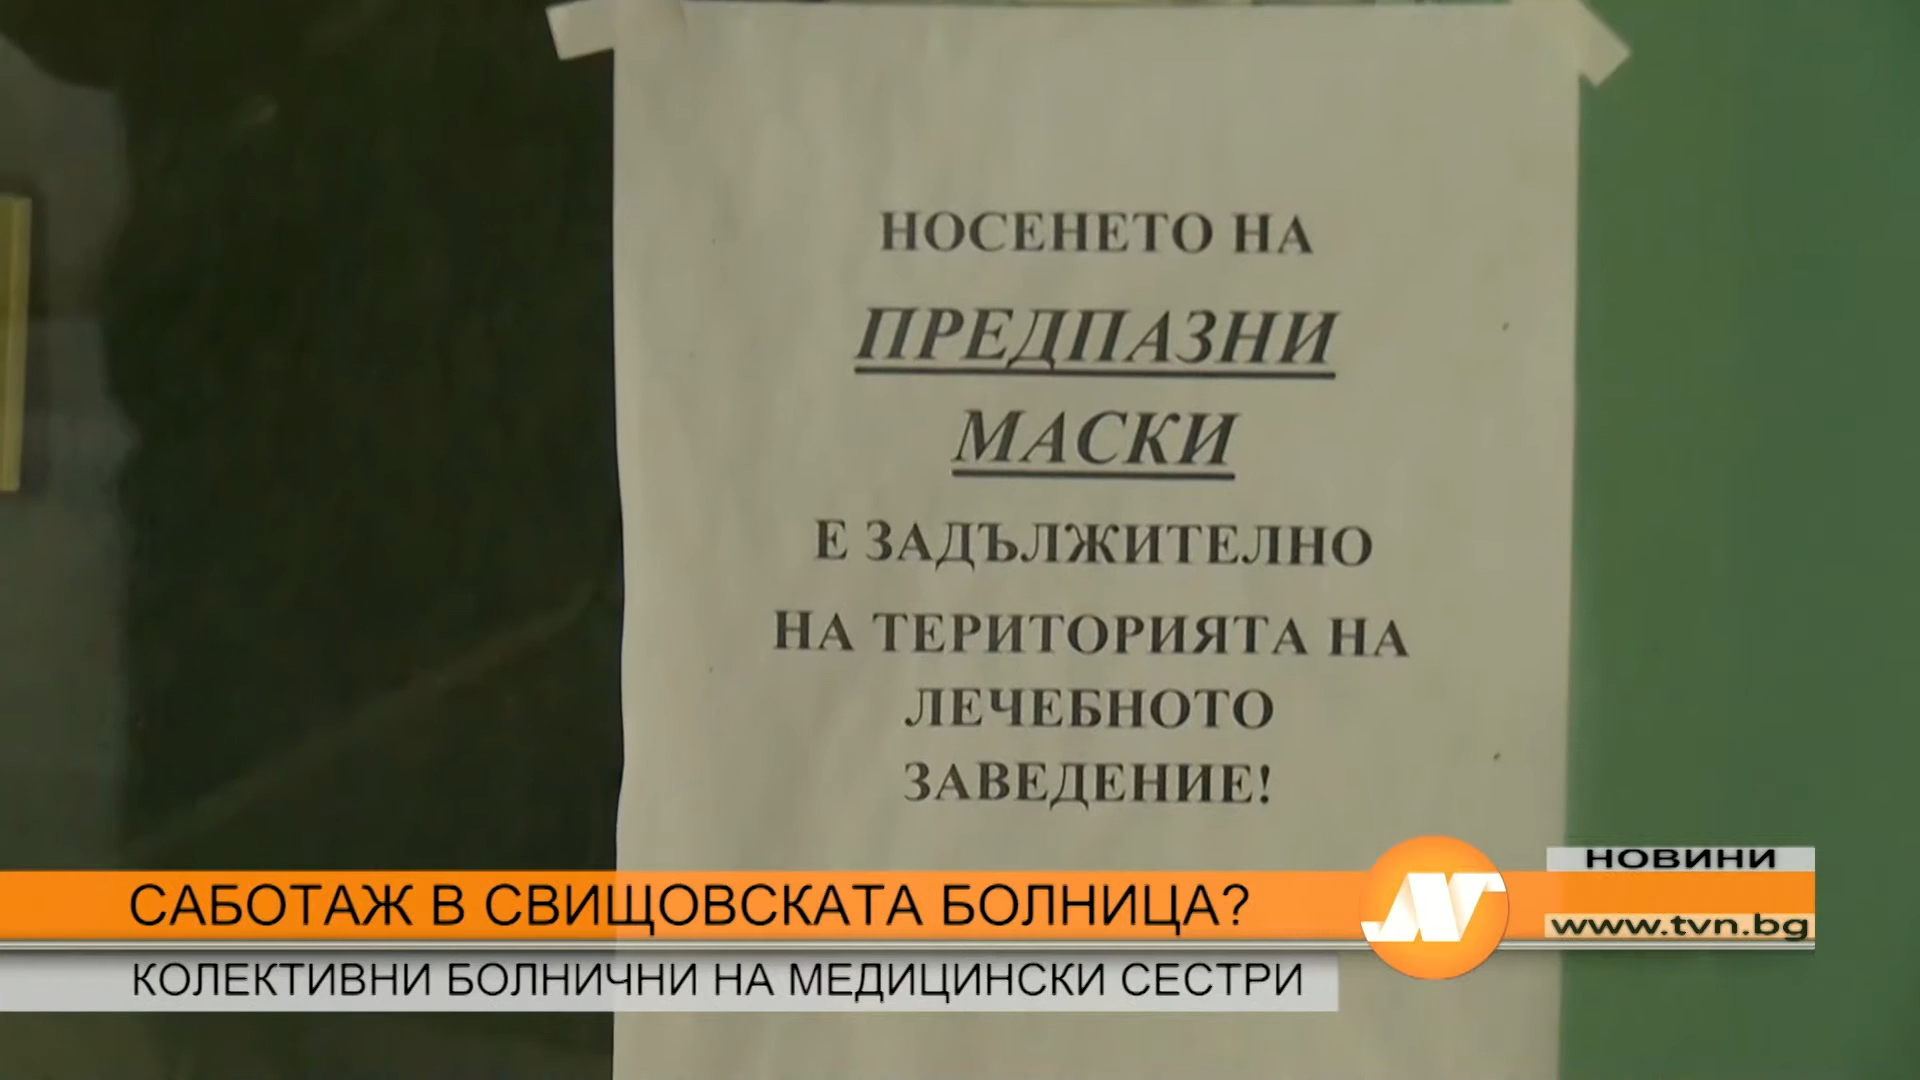 НОСЕНЕТО НА
ПРЕДПАЗНИ
МАСКИ
Е ЗАДЪЛЖИТЕЛНО
НА ТЕРИТОРИЯТА НА
ЛЕЧЕБНОТО
ЗАВЕДЕНИЕ!
САБОТАЖ В СВИЩОВСКАТА БОЛНИЦА?
КОЛЕКТИВНИ БОЛНИЧНИ НА МЕДИЦИНСКИ СЕСТРИ
НОВИНИ
www.tvn.bg